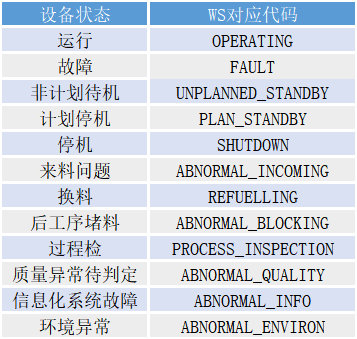 设备状态 WS对应代码
运行 OPERATING
故障 FAULT
非计划待机 UNPLANNED_STANDBY
计划停机 PLAN_STANDBY
停机 SHUTDOWN
来料问题 ABNORMAL_INCOMING
换料 REFUELLING
后工序堵料 ABNORMAL_BLOCKING
过程检 PROCESS_INSPECTION
质量异常待判定 ABNORMAL_QUALITY
信息化系统故障 ABNORMAL_INFO
环境异常 ABNORMAL_ENVIRON